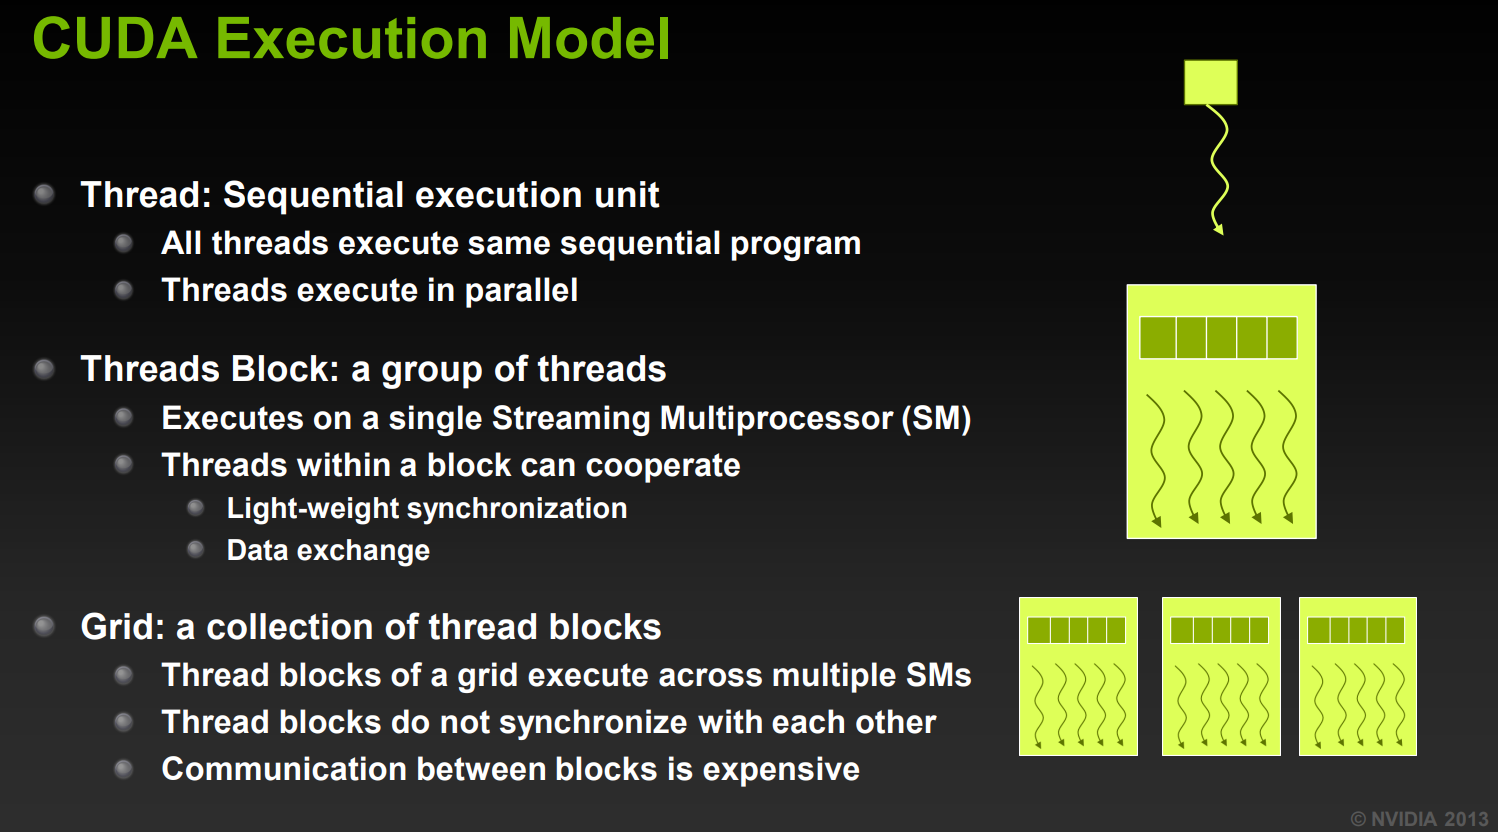 CUDA Execution Model
Thread: Sequential execution unit
All threads execute same sequential program
Threads execute in parallel
Threads Block: a group of threads
Executes on a single Streaming Multiprocessor (SM)
Threads within a block can cooperate
Light-weight synchronization
Data exchange
Grid: a collection of thread blocks
Thread blocks of a grid execute across multiple SMs
Thread blocks do not synchronize with each other
Communication between blocks is expensive
© NVIDIA 2013